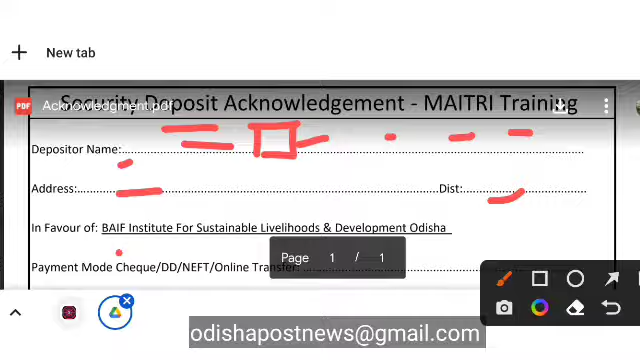 New tab
Security Deposit Acknowledgement - MAITRI Training
PDF Acknowledgment.pdf
Depositor Name:
Address: Dist:
In Favour of: BAIF Institute For Sustainable Livelihoods & Development Odisha
Page 1 / 1
Payment Mode Cheque/DD/NEFT/Online Transfer:
odishapostnews@gmail.com